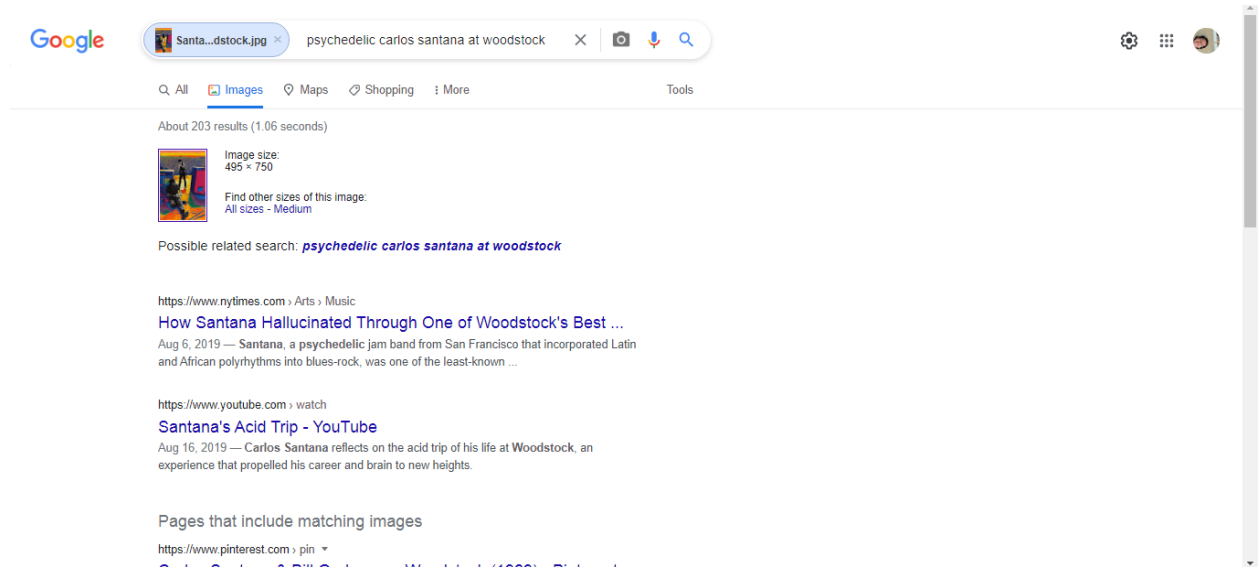 Google
Santa...dstock.jpg × psychedelic carlos santana at woodstock
All Images Maps Shopping More Tools
About 203 results (1.06 seconds)
Image size:
495 × 750
Find other sizes of this image:
All sizes - Medium
Possible related search: psychedelic carlos santana at woodstock
https://www.nytimes.com › Arts › Music
How Santana Hallucinated Through One of Woodstock's Best ...
Aug 6, 2019 — Santana, a psychedelic jam band from San Francisco that incorporated Latin
and African polyrhythms into blues-rock, was one of the least-known ...
https://www.youtube.com › watch
Santana's Acid Trip - YouTube
Aug 16, 2019 — Carlos Santana reflects on the acid trip of his life at Woodstock, an
experience that propelled his career and brain to new heights.
Pages that include matching images
https://www.pinterest.com › pin